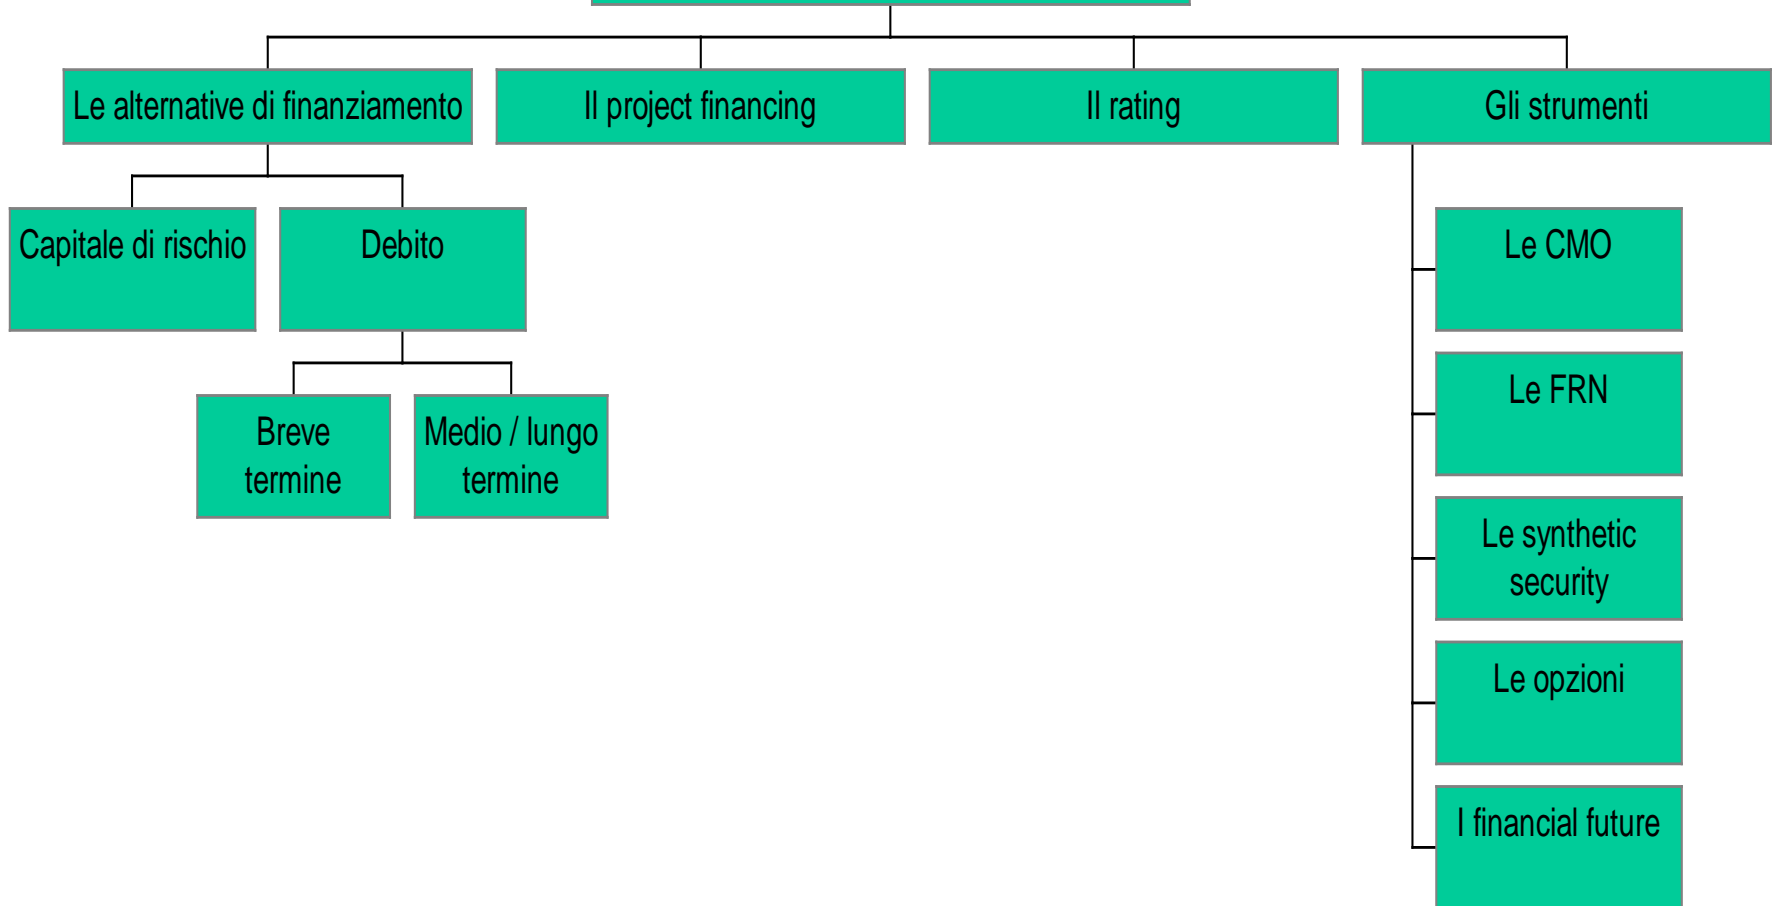 Le alternative di finanziamento
Il project financing
Il rating
Gli strumenti
Capitale di rischio
Debito
Breve
termine
Medio / lungo
termine
Le CMO
Le FRN
Le synthetic
security
Le opzioni
I financial future